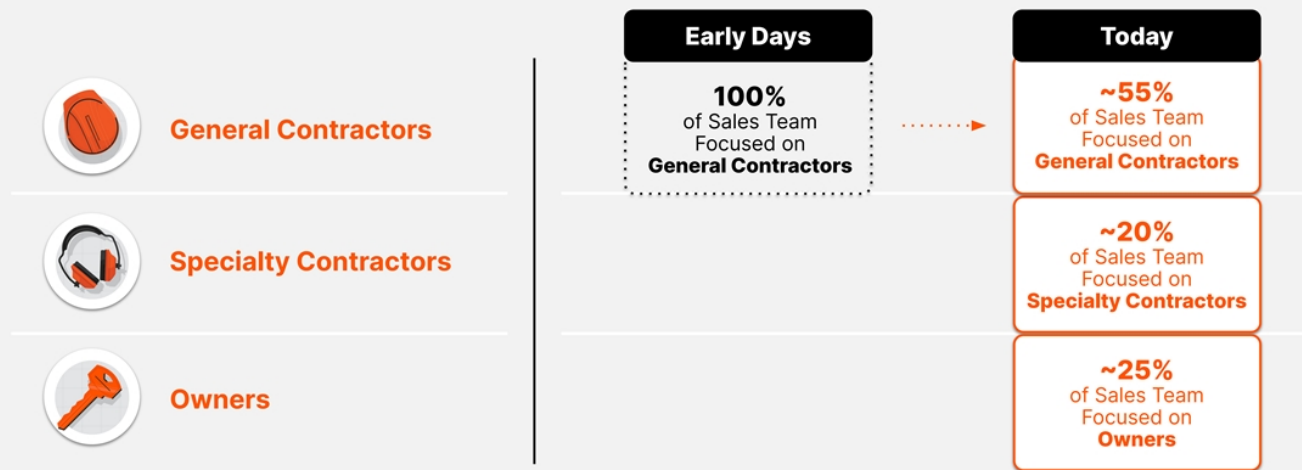 Early Days
Today
General Contractors
100%
of Sales Team
Focused on
General Contractors
~55%
of Sales Team
Focused on
General Contractors
Specialty Contractors
~20%
of Sales Team
Focused on
Specialty Contractors
Owners
~25%
of Sales Team
Focused on
Owners